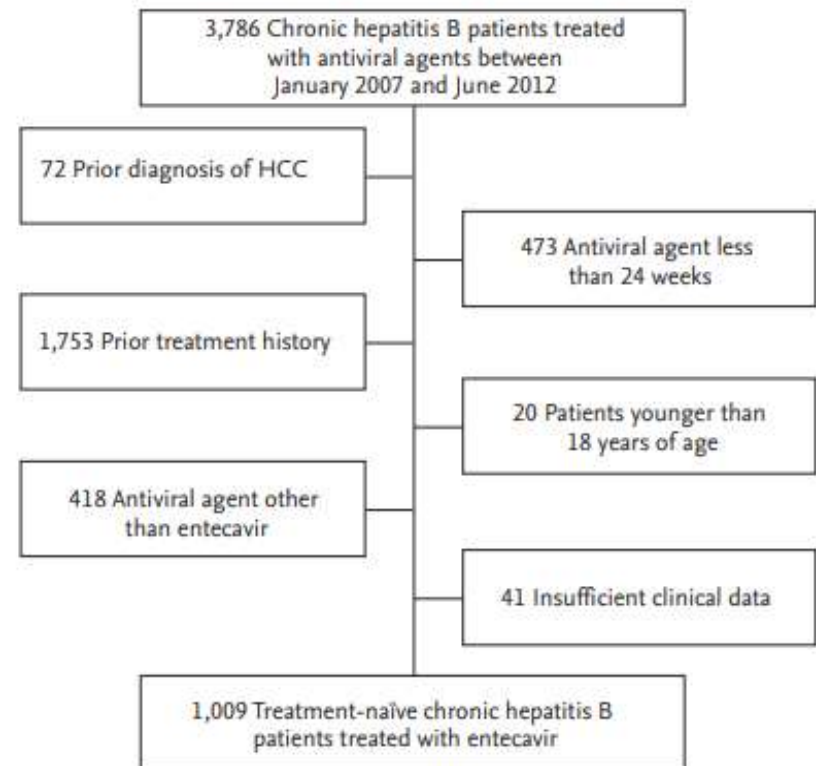 3,786 Chronic hepatitis B patients treated
with antiviral agents between
January 2007 and June 2012
72 Prior diagnosis of HCC
473 Antiviral agent less
than 24 weeks
1,753 Prior treatment history
20 Patients younger than
18 years of age
418 Antiviral agent other
than entecavir
41 Insufficient clinical data
1,009 Treatment-naïve chronic hepatitis B
patients treated with entecavir